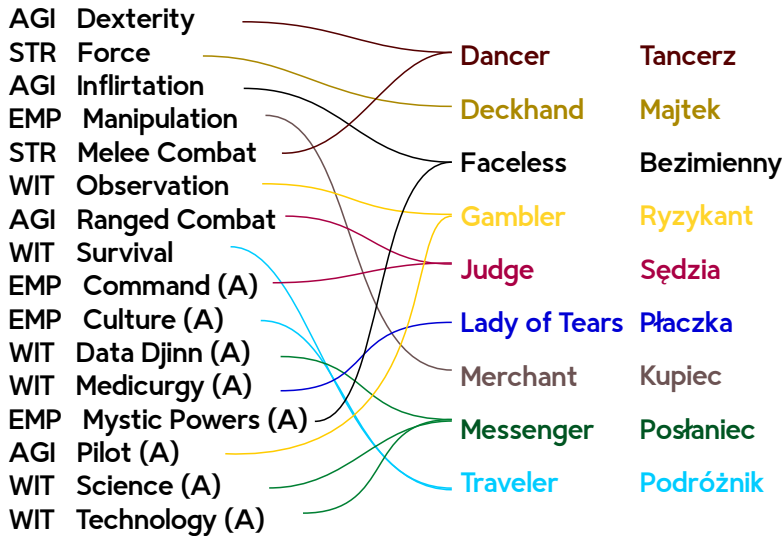 AGI Dexterity
STR Force
AGI Inflirtation
EMP Manipulation
STR Melee Combat
WIT Observation
AGI Ranged Combat
WIT Survival
EMP Command (A)
EMP Culture (A)
WIT Data Djinn (A)
WIT Medicurgy (A)
EMP Mystic Powers (A)
AGI Pilot (A)
WIT Science (A)
WIT Technology (A)
Dancer Tancerz
Deckhand Majtek
Faceless Bezimienny
Gambler Ryzykant
Judge Sędzia
Lady of Tears Płaczka
Merchant Kupiec
Messenger Posłaniec
Traveler Podróżnik